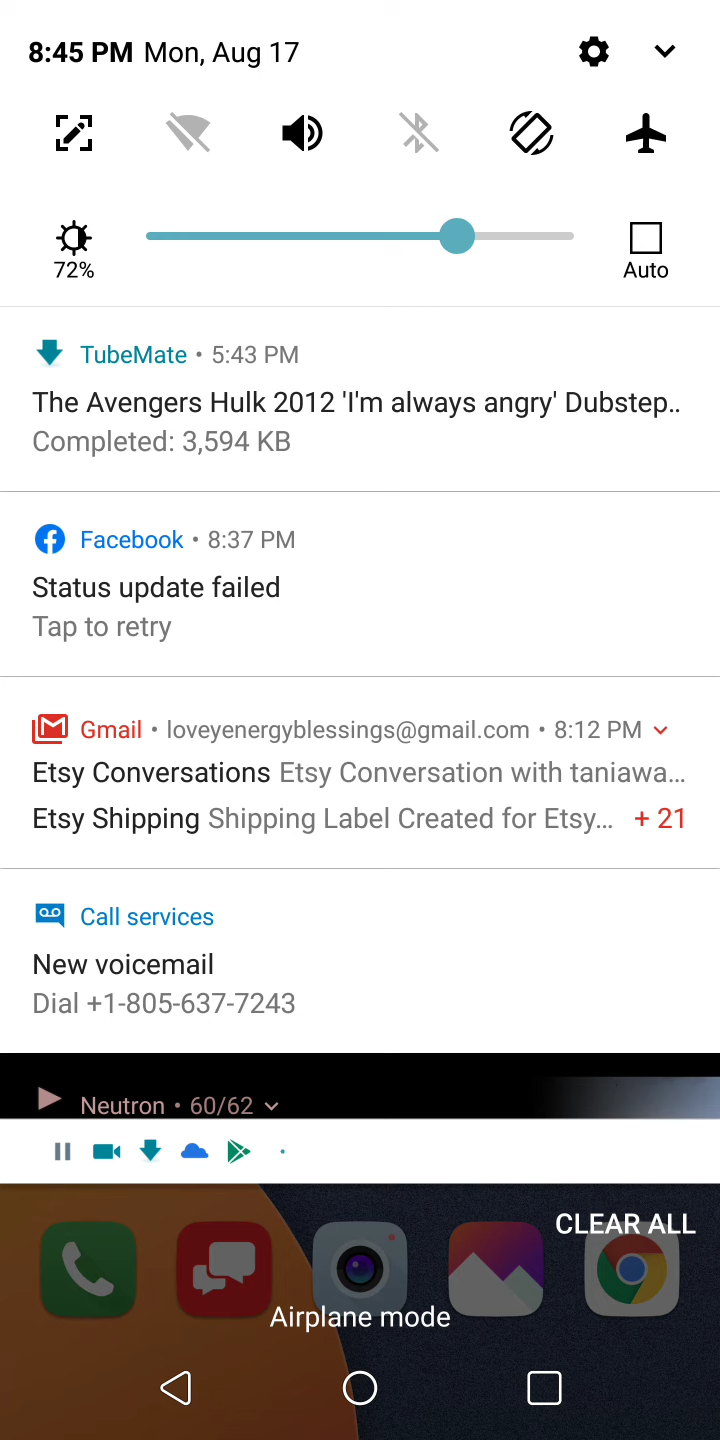 8:45 PM Mon, Aug 17
72%
Auto
TubeMate • 5:43 PM
The Avengers Hulk 2012 'I'm always angry' Dubstep..
Completed: 3,594 KB
Facebook • 8:37 PM
Status update failed
Tap to retry
Gmail • loveyenergyblessings@gmail.com • 8:12 PM
Etsy Conversations Etsy Conversation with taniawa...
Etsy Shipping Shipping Label Created for Etsy... + 21
Call services
New voicemail
Dial +1-805-637-7243
Neutron • 60/62
CLEAR ALL
Airplane mode